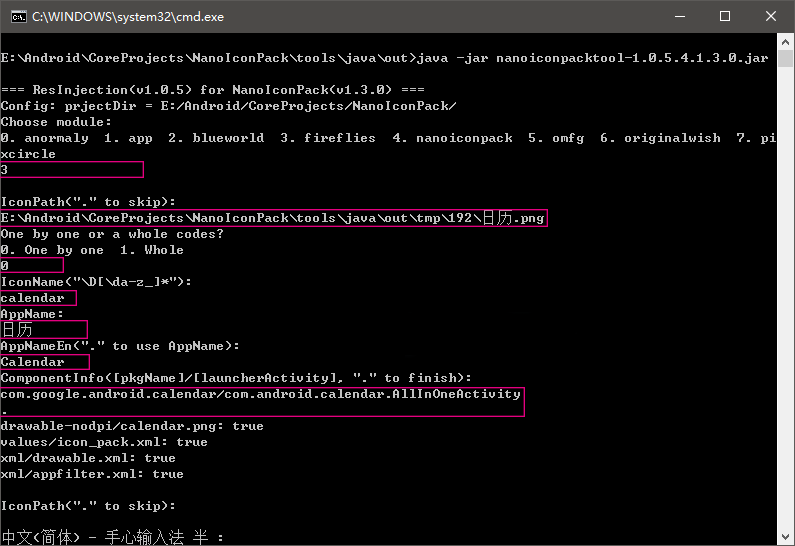 C:\WINDOWS\system32\cmd.exe
E:\Android\CoreProjects\NanoIconPack\tools\java\out>java -jar nanoiconpacktool-1.0.5.4.1.3.0.jar
=== ResInjection(v1.0.5) for NanoIconPack(v1.3.0) ===
Config: prjectDir = E:/Android/CoreProjects/NanoIconPack/
Choose module:
0. anormaly  1. app  2. blueworld  3. fireflies  4. nanoiconpack  5. omfg  6. originalwish  7. pi
xcircle
3
IconPath("." to skip):
E:\Android\CoreProjects\NanoIconPack\tools\java\out\tmp\192\日历.png
One by one or a whole codes?
0. One by one  1. Whole
0
IconName("\D[\da-z_]*"):
calendar
AppName:
日历
AppNameEn("." to use AppName):
Calendar
ComponentInfo([pkgName]/[launcherActivity], "." to finish):
com.google.android.calendar/com.android.calendar.AllInOneActivity
.
drawable-nodpi/calendar.png: true
values/icon_pack.xml: true
xml/drawable.xml: true
xml/appfilter.xml: true
IconPath("." to skip):
中文(简体) - 手心输入法 半 :